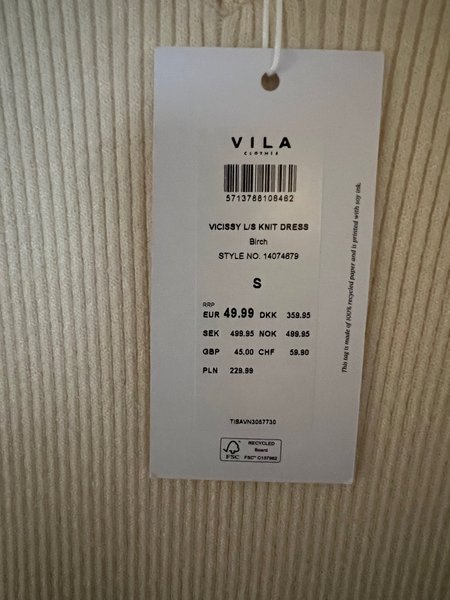 VILA
CLOTHES
5713788108462
VICISSY L/S KNIT DRESS
Birch
STYLE NO. 14074679
S
RRP
EUR 49.99 DKK 359.95
SEK 499.95 NOK 499.95
GBP 45.00 CHF 59.90
PLN 229.99
TISAVN3057730
FSC
RECYCLED
Board
FSC® C137982
This tag is made of 100% recycled paper and is printed with soy ink.